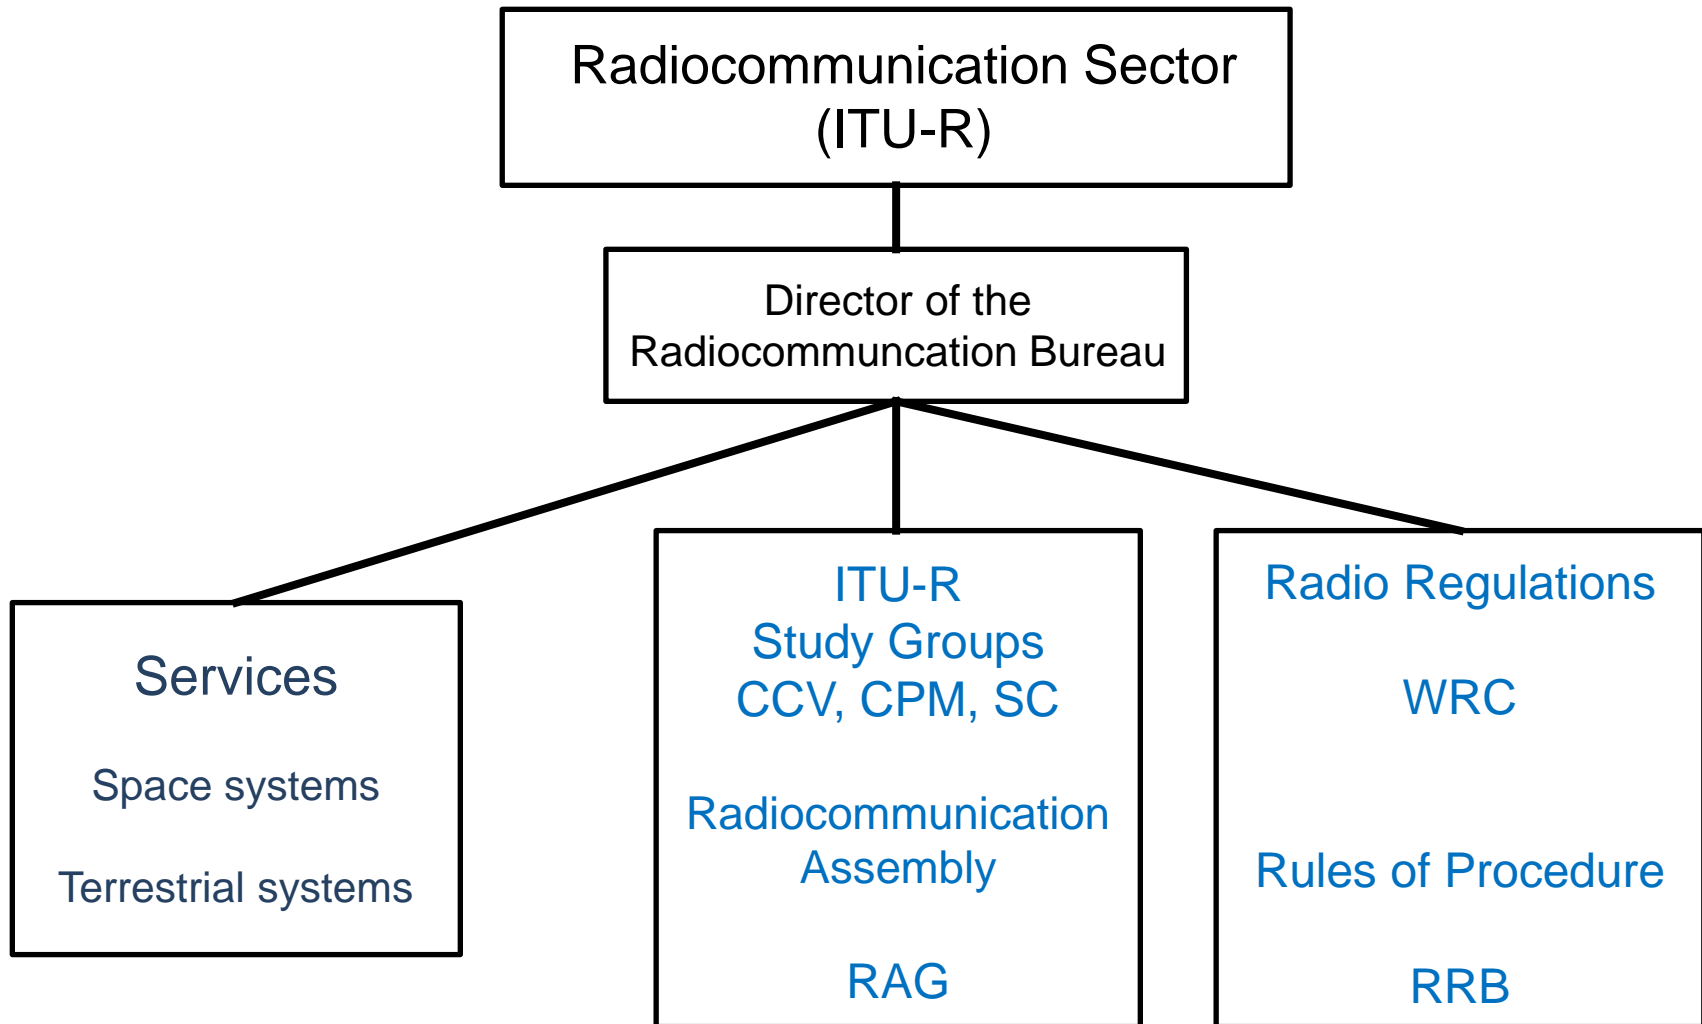 Radiocommunication Sector
(ITU-R)
Director of the
Radiocommuncation Bureau
Services
Space systems
Terrestrial systems
ITU-R
Study Groups
CCV, CPM, SC
Radiocommunication
Assembly
RAG
Radio Regulations
WRC
Rules of Procedure
RRB